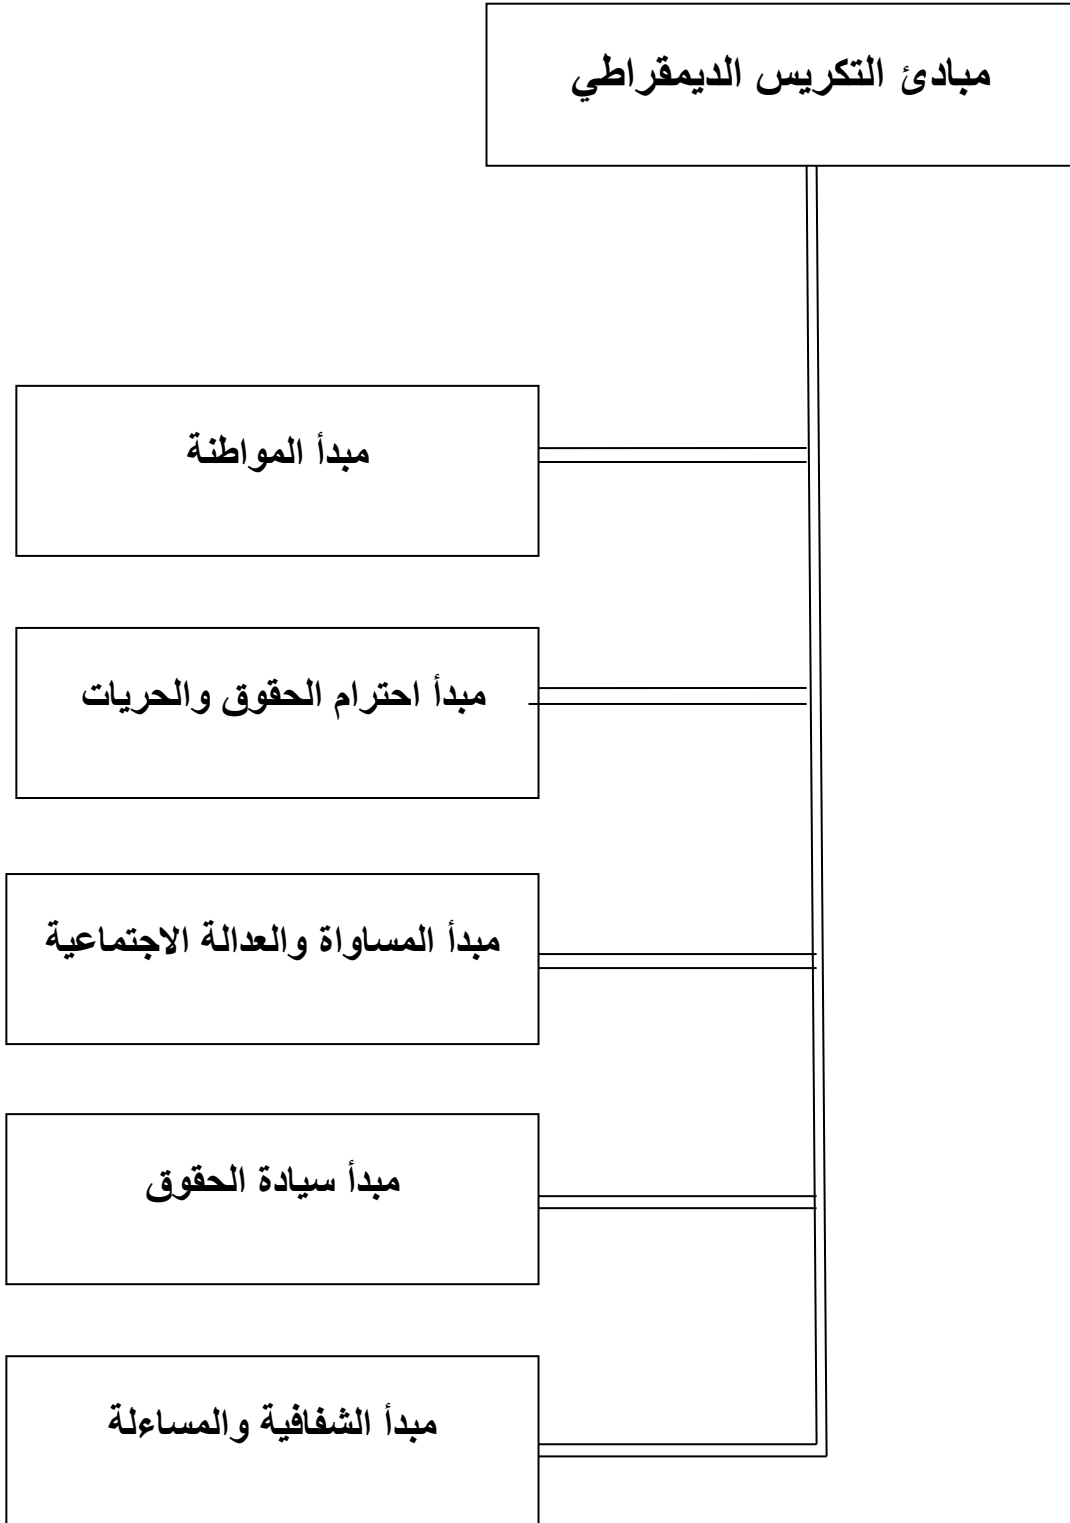 مبادئ التكريس الديمقراطي
مبدأ المواطنة
مبدأ احترام الحقوق والحريات
مبدأ المساواة والعدالة الاجتماعية
مبدأ سيادة الحقوق
مبدأ الشفافية والمساءلة